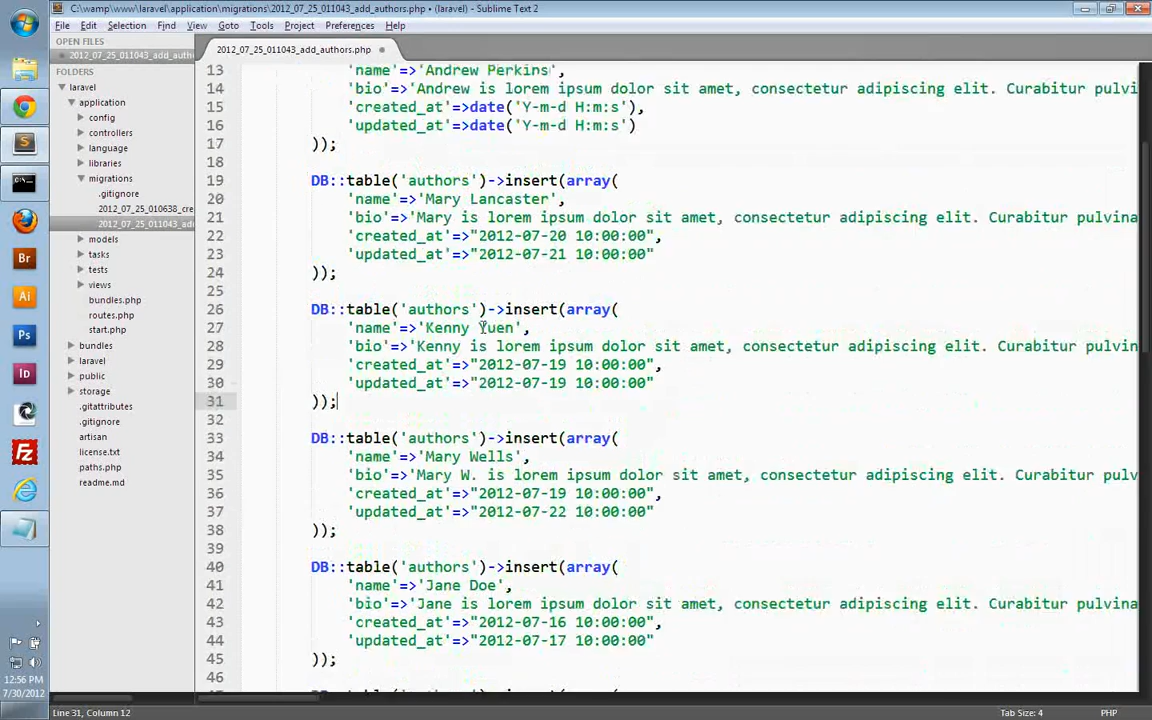 C:\wamp\www\laravel\application\migrations\2012_07_25_011043_add_authors.php • (laravel) - Sublime Text 2
File Edit Selection Find View Goto Tools Project Preferences Help
OPEN FILES
2012_07_25_011043_add_auth
FOLDERS
laravel
application
config
controllers
language
libraries
migrations
.gitignore
2012_07_25_010638_cre
2012_07_25_011043_add
models
tasks
tests
views
bundles.php
routes.php
start.php
bundles
laravel
public
storage
.gitattributes
.gitignore
artisan
license.txt
paths.php
readme.md
2012_07_25_011043_add_authors.php
13 'name'=>'Andrew Perkins',
14 'bio'=>'Andrew is lorem ipsum dolor sit amet, consectetur adipiscing elit. Curabitur pulvi
15 'created_at'=>date('Y-m-d H:m:s'),
16 'updated_at'=>date('Y-m-d H:m:s')
17 ));
18
19 DB::table('authors')->insert(array(
20 'name'=>'Mary Lancaster',
21 'bio'=>'Mary is lorem ipsum dolor sit amet, consectetur adipiscing elit. Curabitur pulvina
22 'created_at'=>"2012-07-20 10:00:00",
23 'updated_at'=>"2012-07-21 10:00:00"
24 ));
25
26 DB::table('authors')->insert(array(
27 'name'=>'Kenny Yuen',
28 'bio'=>'Kenny is lorem ipsum dolor sit amet, consectetur adipiscing elit. Curabitur pulvin
29 'created_at'=>"2012-07-19 10:00:00",
30 'updated_at'=>"2012-07-19 10:00:00"
31 ));
32
33 DB::table('authors')->insert(array(
34 'name'=>'Mary Wells',
35 'bio'=>'Mary W. is lorem ipsum dolor sit amet, consectetur adipiscing elit. Curabitur pulv
36 'created_at'=>"2012-07-19 10:00:00",
37 'updated_at'=>"2012-07-22 10:00:00"
38 ));
39
40 DB::table('authors')->insert(array(
41 'name'=>'Jane Doe',
42 'bio'=>'Jane is lorem ipsum dolor sit amet, consectetur adipiscing elit. Curabitur pulvina
43 'created_at'=>"2012-07-16 10:00:00",
44 'updated_at'=>"2012-07-17 10:00:00"
45 ));
Br
Ai
Ps
Id
Fz
12:56 PM
7/30/2012
Line 31, Column 12
Tab Size: 4
PHP